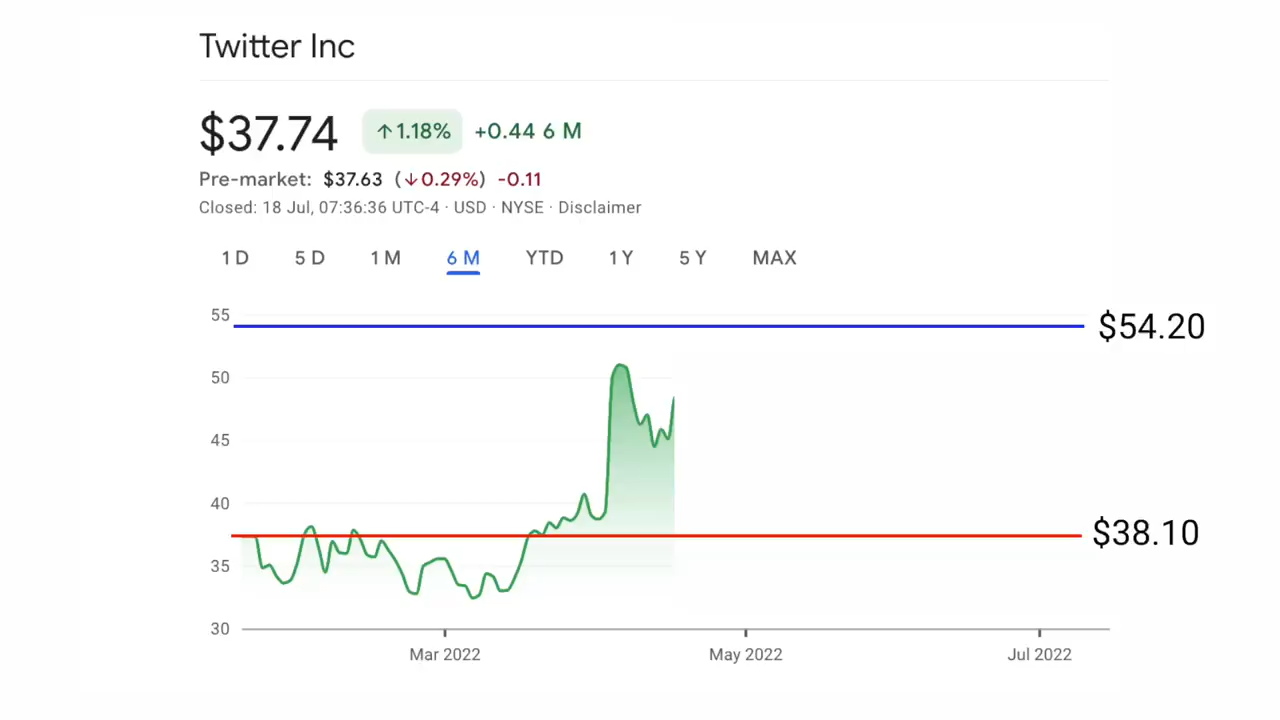 Twitter Inc
$37.74 ↑1.18% +0.44 6 M
Pre-market: $37.63 (↓0.29%) -0.11
Closed: 18 Jul, 07:36:36 UTC-4 · USD · NYSE · Disclaimer
1 D 5 D 1 M 6 M YTD 1 Y 5 Y MAX
55
$54.20
50
45
40
$38.10
35
30
Mar 2022 May 2022 Jul 2022